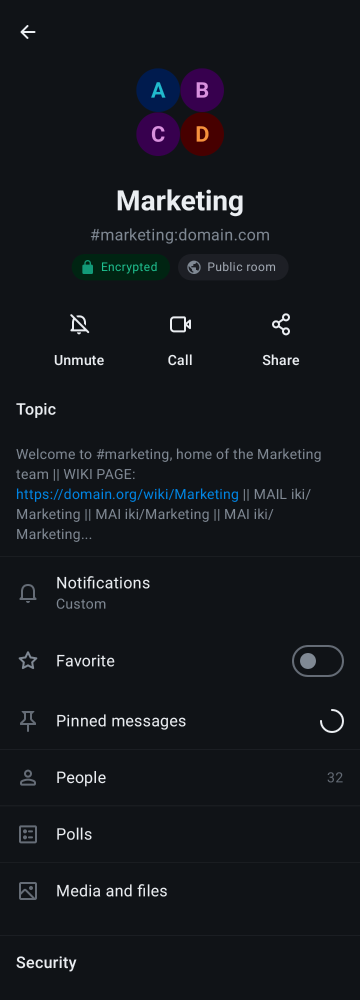 A B
C D
Marketing
#marketing:domain.com
Encrypted Public room
Unmute Call Share
Topic
Welcome to #marketing, home of the Marketing
team || WIKI PAGE:
https://domain.org/wiki/Marketing || MAIL iki/
Marketing || MAI iki/Marketing || MAI iki/
Marketing...
Notifications
Custom
Favorite
Pinned messages
People 32
Polls
Media and files
Security